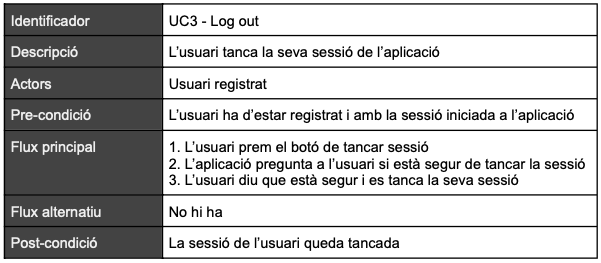 Identificador UC3 - Log out
Descripció L'usuari tanca la seva sessió de l'aplicació
Actors Usuari registrat
Pre-condició L'usuari ha d'estar registrat i amb la sessió iniciada a l'aplicació
Flux principal 1. L'usuari prem el botó de tancar sessió
2. L'aplicació pregunta a l'usuari si està segur de tancar la sessió
3. L'usuari diu que està segur i es tanca la seva sessió
Flux alternatiu No hi ha
Post-condició La sessió de l'usuari queda tancada